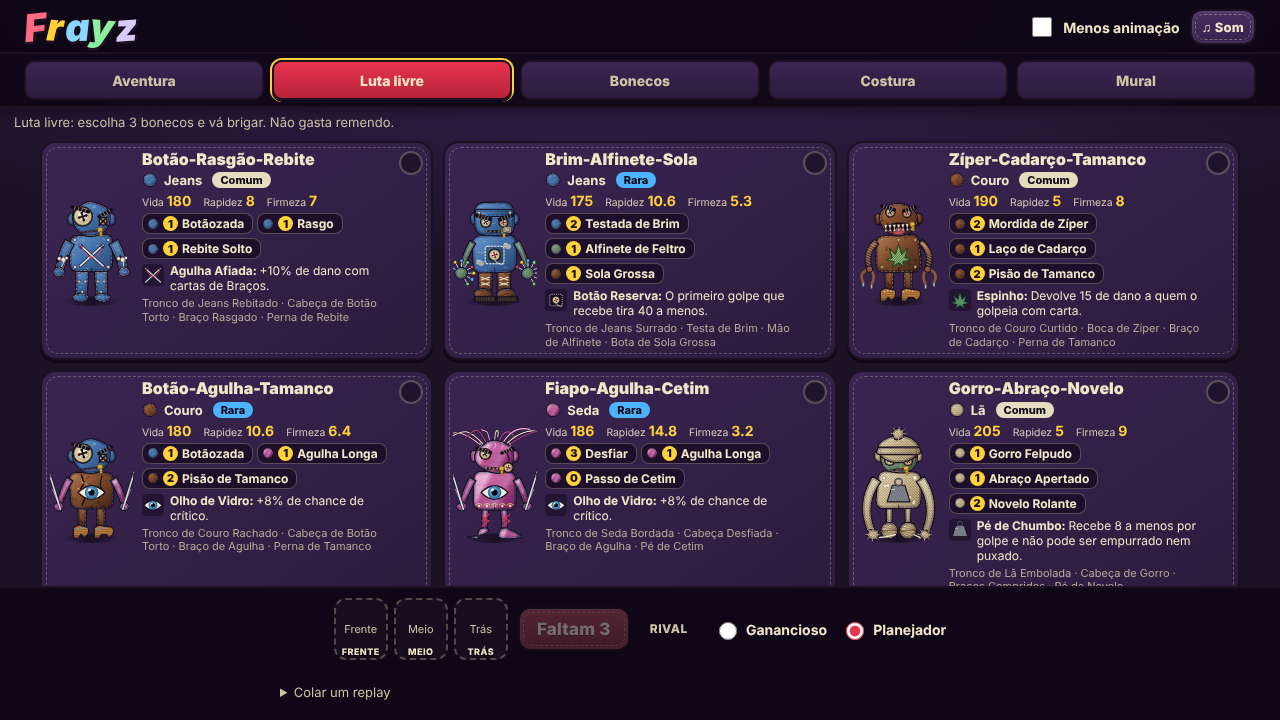 Frayz
Menos animação
♫ Som
Aventura
Luta livre
Bonecos
Costura
Mural
Luta livre: escolha 3 bonecos e vá brigar. Não gasta remendo.
Botão-Rasgão-Rebite
Jeans Comum
Vida 180 Rapidez 8 Firmeza 7
1 Botãozada 1 Rasgo
1 Rebite Solto
Agulha Afiada: +10% de dano com
cartas de Braços.
Tronco de Jeans Rebitado · Cabeça de Botão
Torto · Braço Rasgado · Perna de Rebite
Brim-Alfinete-Sola
Jeans Rara
Vida 175 Rapidez 10.6 Firmeza 5.3
2 Testada de Brim
1 Alfinete de Feltro
1 Sola Grossa
Botão Reserva: O primeiro golpe que
recebe tira 40 a menos.
Tronco de Jeans Surrado · Testa de Brim · Mão
de Alfinete · Bota de Sola Grossa
Zíper-Cadarço-Tamanco
Couro Comum
Vida 190 Rapidez 5 Firmeza 8
2 Mordida de Zíper
1 Laço de Cadarço
2 Pisão de Tamanco
Espinho: Devolve 15 de dano a quem o
golpeia com carta.
Tronco de Couro Curtido · Boca de Zíper · Braço
de Cadarço · Perna de Tamanco
Botão-Agulha-Tamanco
Couro Rara
Vida 180 Rapidez 10.6 Firmeza 6.4
1 Botãozada 1 Agulha Longa
2 Pisão de Tamanco
Olho de Vidro: +8% de chance de
crítico.
Tronco de Couro Rachado · Cabeça de Botão
Torto · Braço de Agulha · Perna de Tamanco
Fiapo-Agulha-Cetim
Seda Rara
Vida 186 Rapidez 14.8 Firmeza 3.2
3 Desfiar 1 Agulha Longa
0 Passo de Cetim
Olho de Vidro: +8% de chance de
crítico.
Tronco de Seda Bordada · Cabeça Desfiada ·
Braço de Agulha · Pé de Cetim
Gorro-Abraço-Novelo
Lã Comum
Vida 205 Rapidez 5 Firmeza 9
1 Gorro Felpudo
1 Abraço Apertado
2 Novelo Rolante
Pé de Chumbo: Recebe 8 a menos por
golpe e não pode ser empurrado nem
puxado.
Tronco de Lã Embolada · Cabeça de Gorro ·
Frente
FRENTE
Meio
MEIO
Trás
TRÁS
Faltam 3
RIVAL
Ganancioso
Planejador
Colar um replay